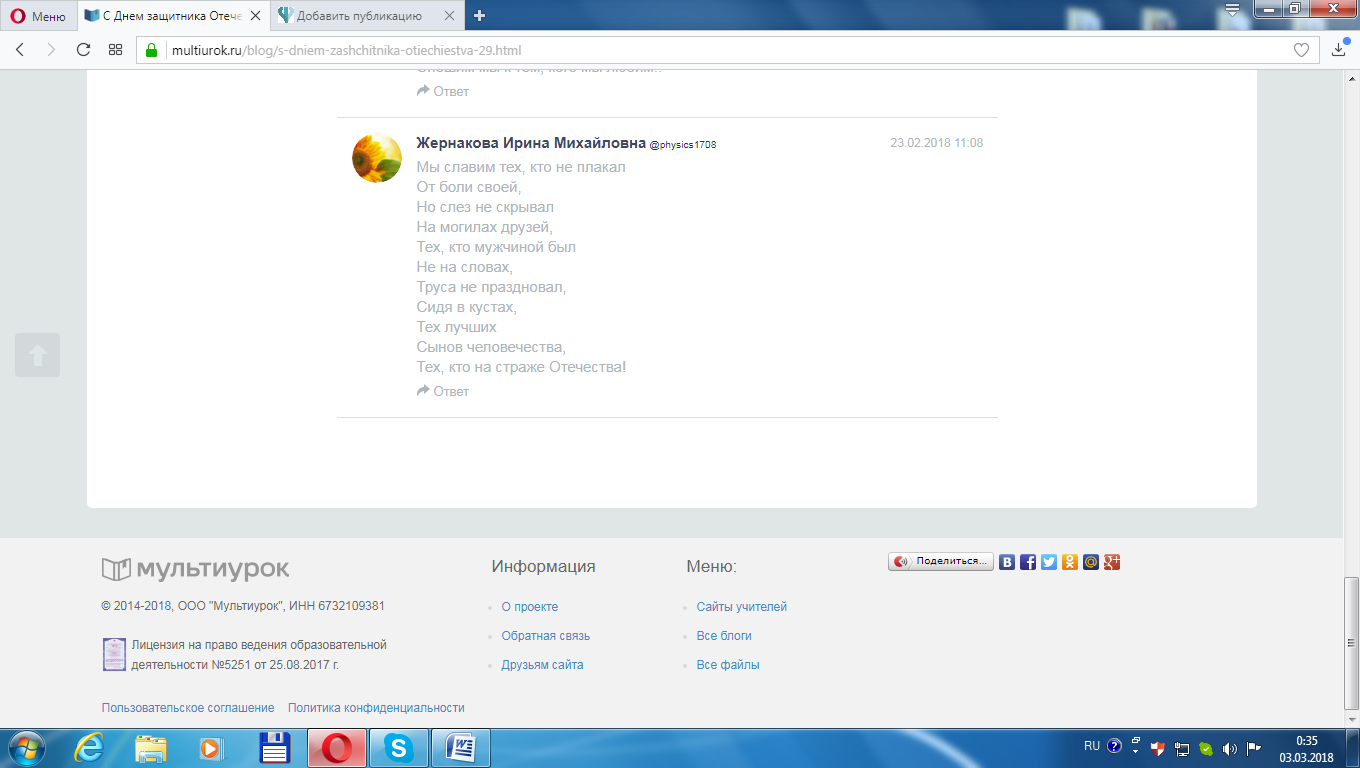 Меню
С Днем защитника Отече
Добавить публикацию
multiurok.ru/blog/s-dniem-zashchitnika-otiechiestva-29.html
Ответ
Жернакова Ирина Михайловна @physics1708
23.02.2018 11:08
Мы славим тех, кто не плакал
От боли своей,
Но слез не скрывал
На могилах друзей,
Тех, кто мужчиной был
Не на словах,
Труса не праздновал,
Сидя в кустах,
Тех лучших
Сынов человечества,
Тех, кто на страже Отечества!
Ответ
мультиурок
© 2014-2018, ООО "Мультиурок", ИНН 6732109381
Лицензия на право ведения образовательной
деятельности №5251 от 25.08.2017 г.
Пользовательское соглашение
Политика конфиденциальности
Информация
О проекте
Обратная связь
Друзьям сайта
Меню:
Сайты учителей
Все блоги
Все файлы
Поделиться...
RU
0:35
03.03.2018